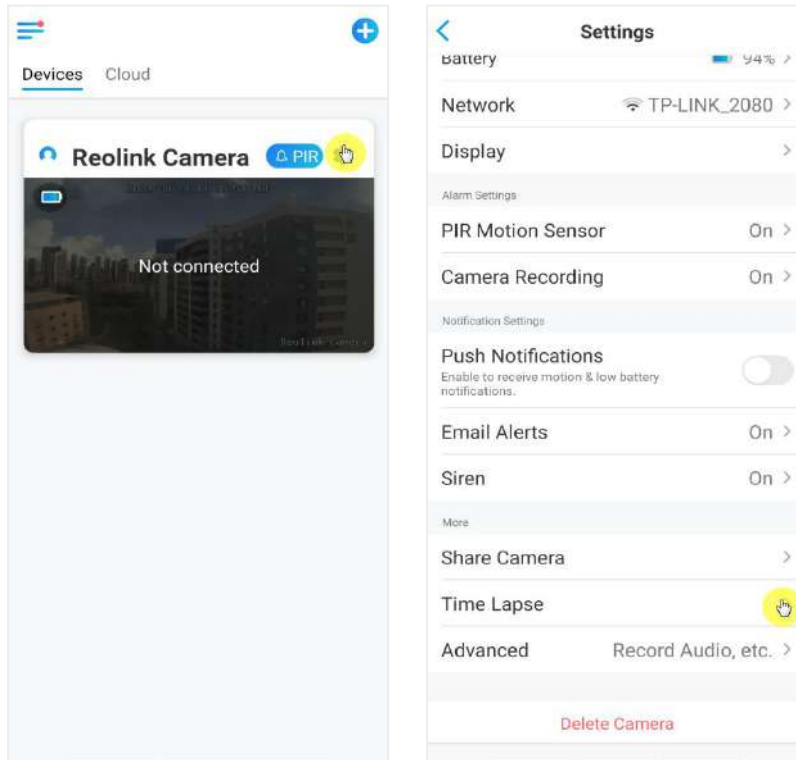 Devices Cloud
Reolink Camera PIR
Not connected
Reolink Camera
Settings
Battery 94%
Network TP-LINK_2080
Display
Alarm Settings
PIR Motion Sensor On
Camera Recording On
Notification Settings
Push Notifications
Enable to receive motion & low battery
notifications.
Email Alerts On
Siren On
More
Share Camera
Time Lapse
Advanced Record Audio, etc.
Delete Camera